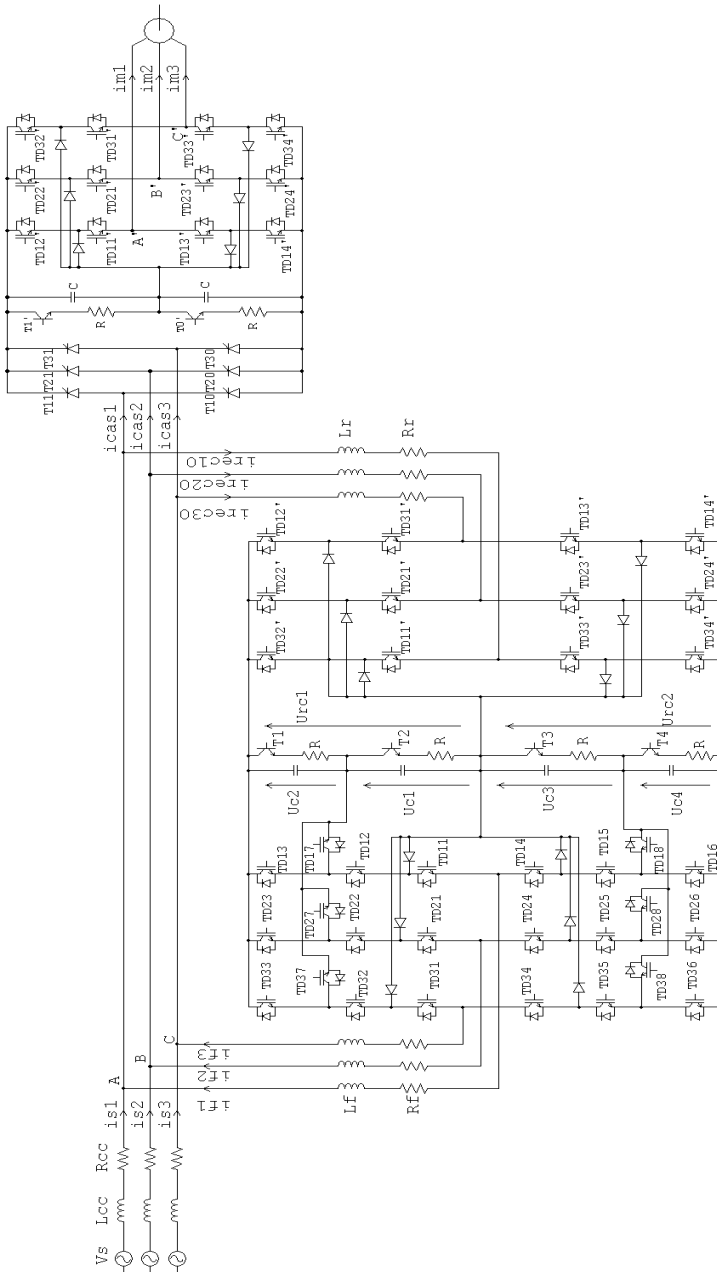 Vs
Lcc
Rcc
is1
is2
is3
A
B
C
if1
if2
if3
Lf
Rf
TD33
TD23
TD13
TD37
TD27
TD17
TD32
TD22
TD12
TD31
TD21
TD11
TD34
TD24
TD14
TD35
TD25
TD15
TD38
TD28
TD18
TD36
TD26
TD16
Uc2
Uc1
Uc3
Uc4
T1
R
T2
R
T3
R
T4
R
Urc1
Urc2
TD32'
TD22'
TD12'
TD11'
TD21'
TD31'
TD33'
TD23'
TD13'
TD34'
TD24'
TD14'
irec30
irec20
irec10
Lr
Rr
icas1
icas2
icas3
T11
T21
T31
T10
T20
T30
T1'
R
C
T0'
R
C
TD12'
TD22'
TD32'
TD11'
TD21'
TD31'
A'
B'
C'
TD13'
TD23'
TD33'
TD14'
TD24'
TD34'
im1
im2
im3